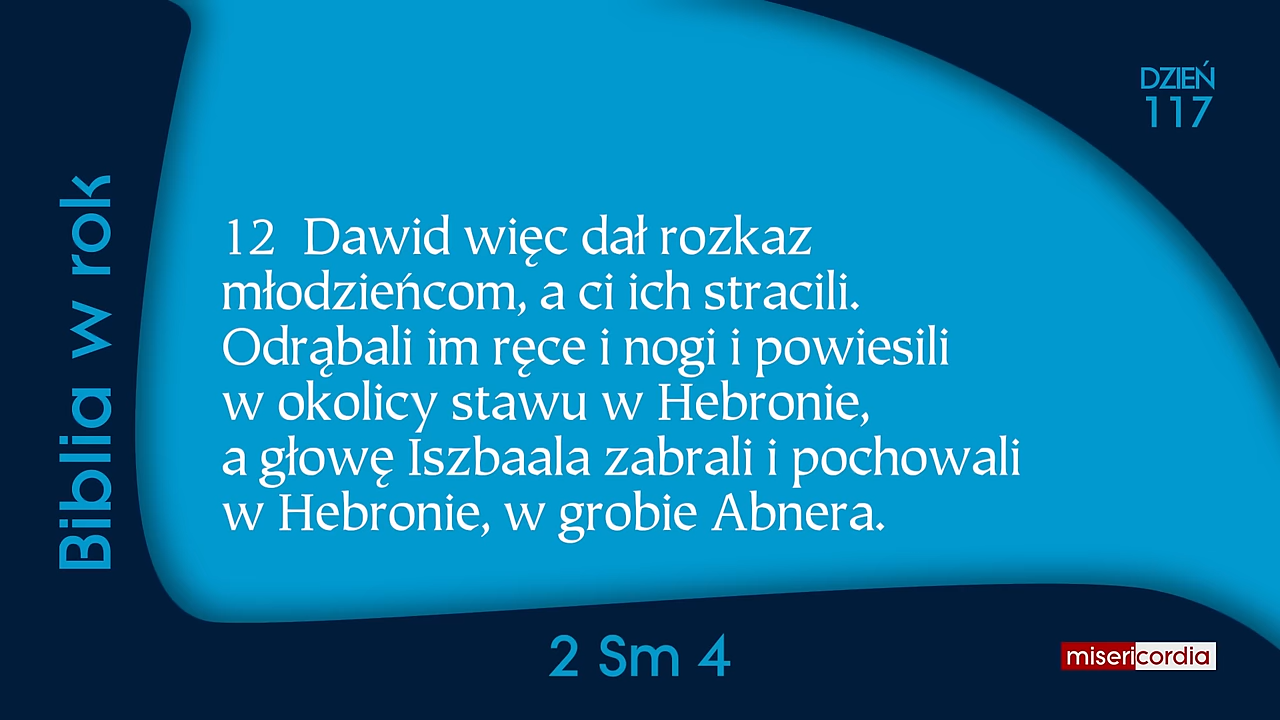 DZIEŃ
117
Biblia w rok
12 Dawid więc dał rozkaz
młodzieńcom, a ci ich stracili.
Odrąbali im ręce i nogi i powiesili
w okolicy stawu w Hebronie,
a głowę Iszbaala zabrali i pochowali
w Hebronie, w grobie Abnera.
2 Sm 4
misericordia